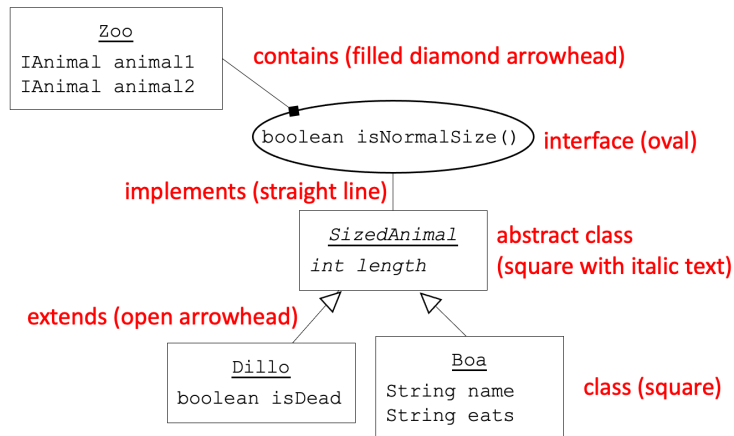 Zoo
IAnimal animal1
IAnimal animal2
contains (filled diamond arrowhead)
boolean isNormalSize()
interface (oval)
implements (straight line)
SizedAnimal
int length
abstract class
(square with italic text)
extends (open arrowhead)
Dillo
boolean isDead
Boa
String name
String eats
class (square)